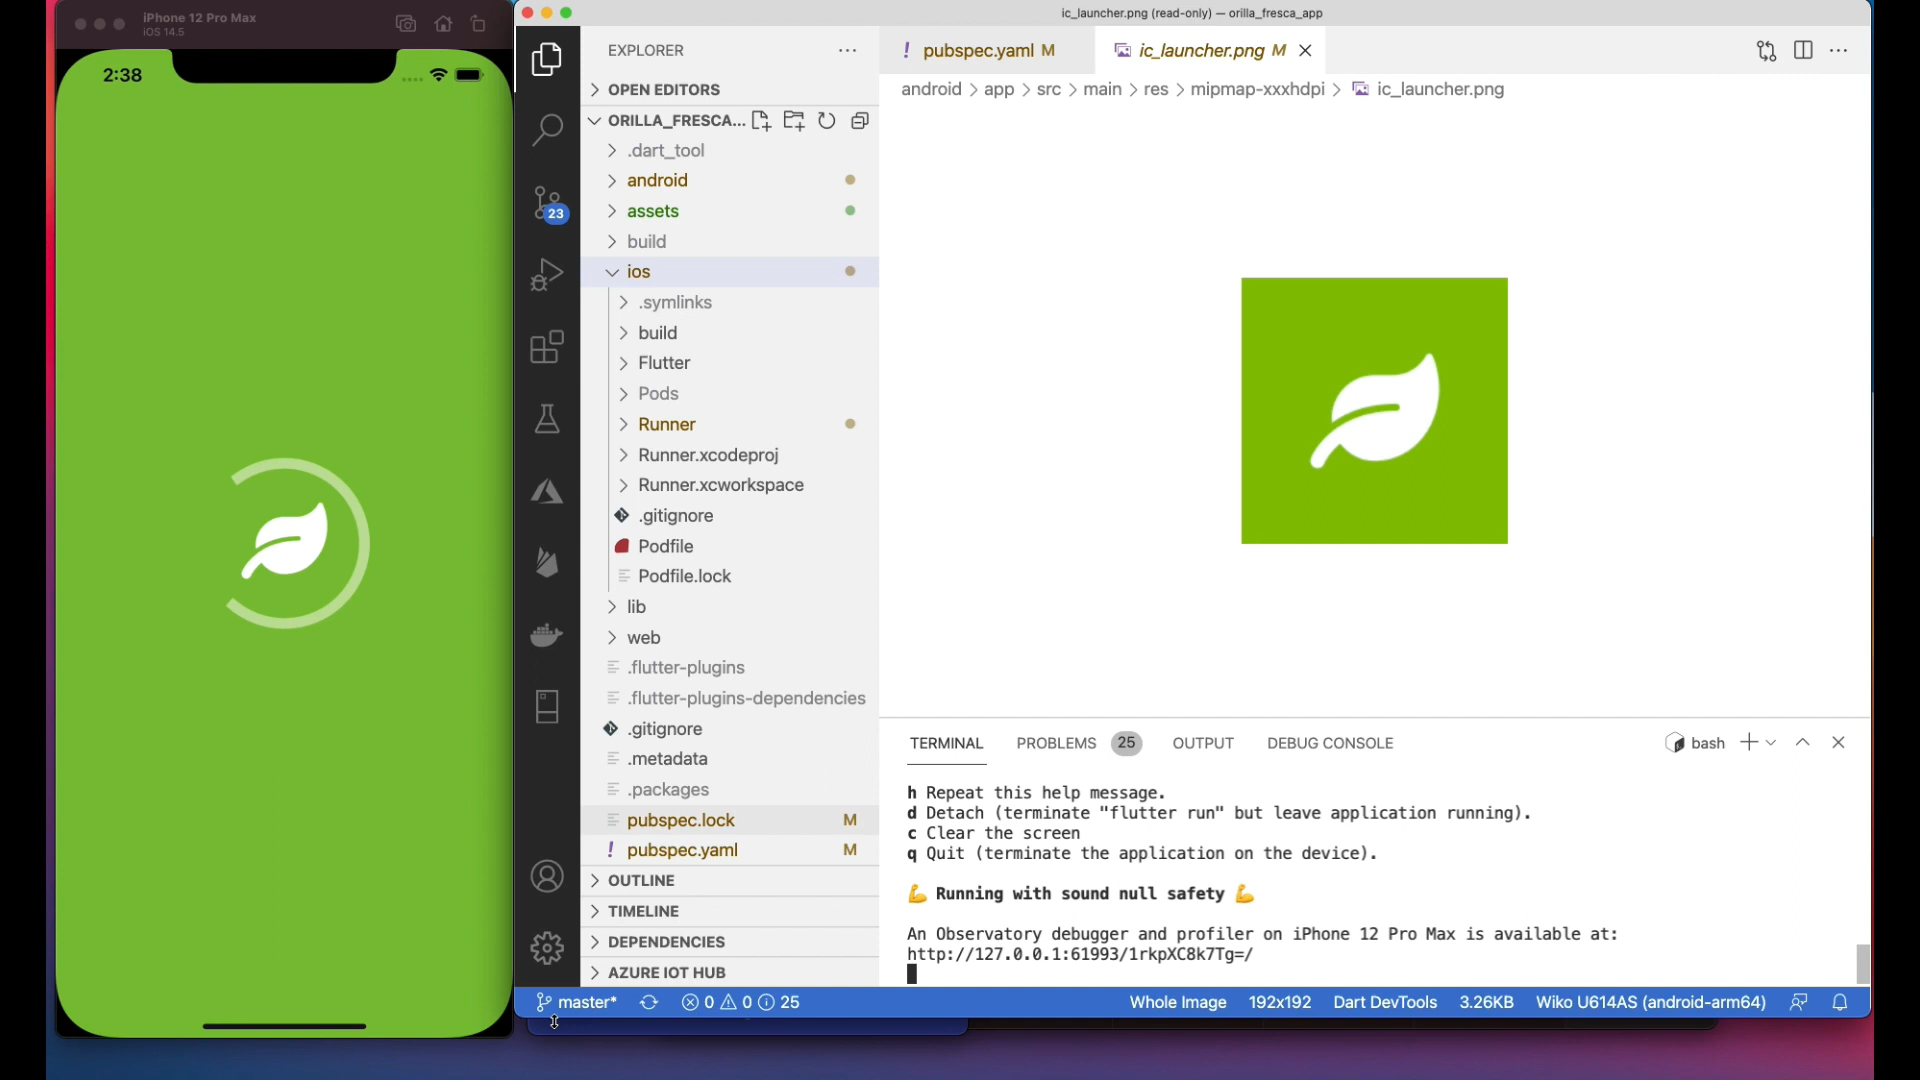 iPhone 12 Pro Max
iOS 14.5
2:38
ic_launcher.png (read-only) — orilla_fresca_app
EXPLORER
OPEN EDITORS
ORILLA_FRESCA...
.dart_tool
android
assets
build
ios
.symlinks
build
Flutter
Pods
Runner
Runner.xcodeproj
Runner.xcworkspace
.gitignore
Podfile
Podfile.lock
lib
web
.flutter-plugins
.flutter-plugins-dependencies
.gitignore
.metadata
.packages
pubspec.lock M
! pubspec.yaml M
OUTLINE
TIMELINE
DEPENDENCIES
AZURE IOT HUB
23
! pubspec.yaml M
ic_launcher.png M
android > app > src > main > res > mipmap-xxxhdpi > ic_launcher.png
TERMINAL PROBLEMS 25 OUTPUT DEBUG CONSOLE
bash
h Repeat this help message.
d Detach (terminate "flutter run" but leave application running).
c Clear the screen
q Quit (terminate the application on the device).
💪 Running with sound null safety 💪
An Observatory debugger and profiler on iPhone 12 Pro Max is available at:
http://127.0.0.1:61993/1rkpXC8k7Tg=/
master* 0 0 25 Whole Image 192x192 Dart DevTools 3.26KB Wiko U614AS (android-arm64)